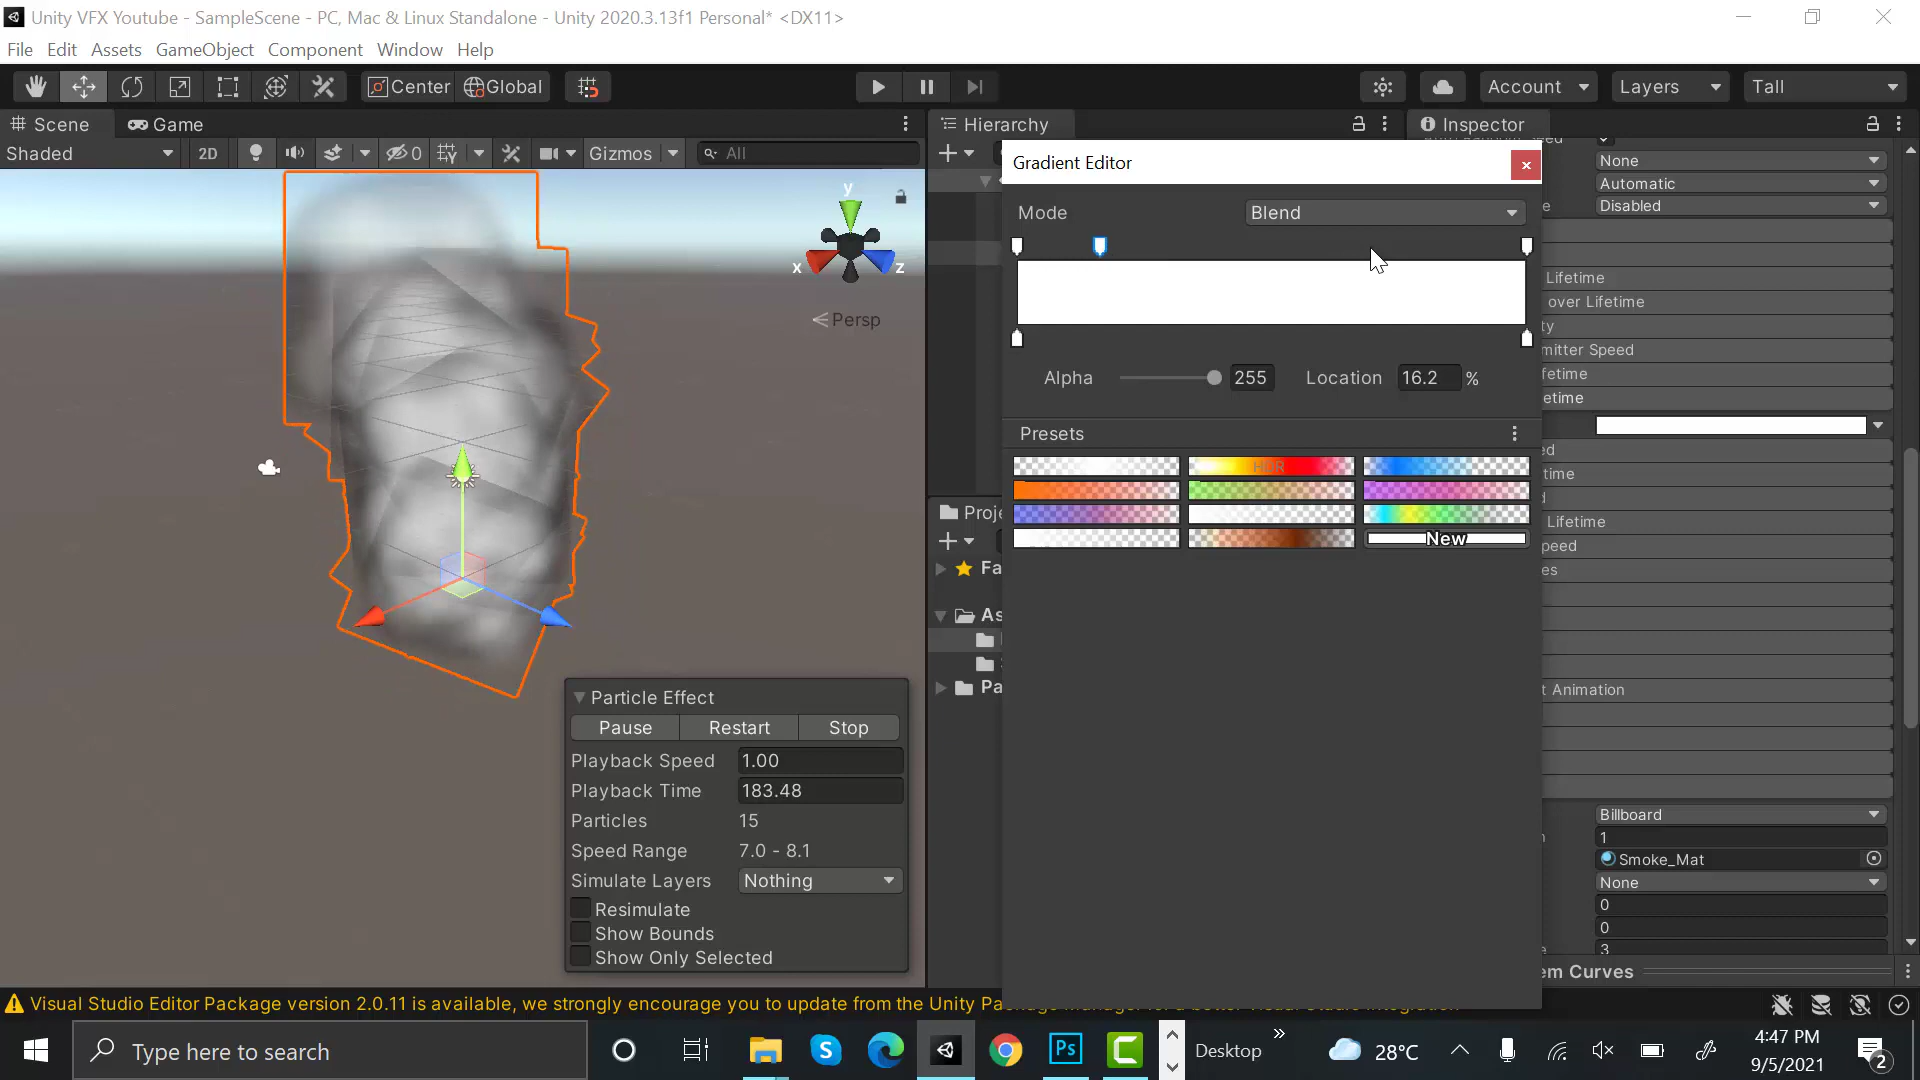 Unity VFX Youtube - SampleScene - PC, Mac & Linux Standalone - Unity 2020.3.13f1 Personal* <DX11>
File Edit Assets GameObject Component Window Help
Center Global Account Layers Tall
Scene Game
Shaded 2D 0 Gizmos All
y
x z
Persp
Hierarchy
Inspector
Gradient Editor
Mode Blend
Alpha 255 Location 16.2 %
Presets
HDR
New
None
Automatic
Disabled
Lifetime
over Lifetime
ty
mitter Speed
fetime
etime
ed
time
d
Lifetime
peed
es
t Animation
Billboard
1
Smoke_Mat
None
0
0
3
em Curves
Proje
Fa
As
Pa
Particle Effect
Pause Restart Stop
Playback Speed 1.00
Playback Time 183.48
Particles 15
Speed Range 7.0 - 8.1
Simulate Layers Nothing
Resimulate
Show Bounds
Show Only Selected
Visual Studio Editor Package version 2.0.11 is available, we strongly encourage you to update from the Unity Pa
Type here to search
Ps
Desktop
28°C
4:47 PM
9/5/2021
2